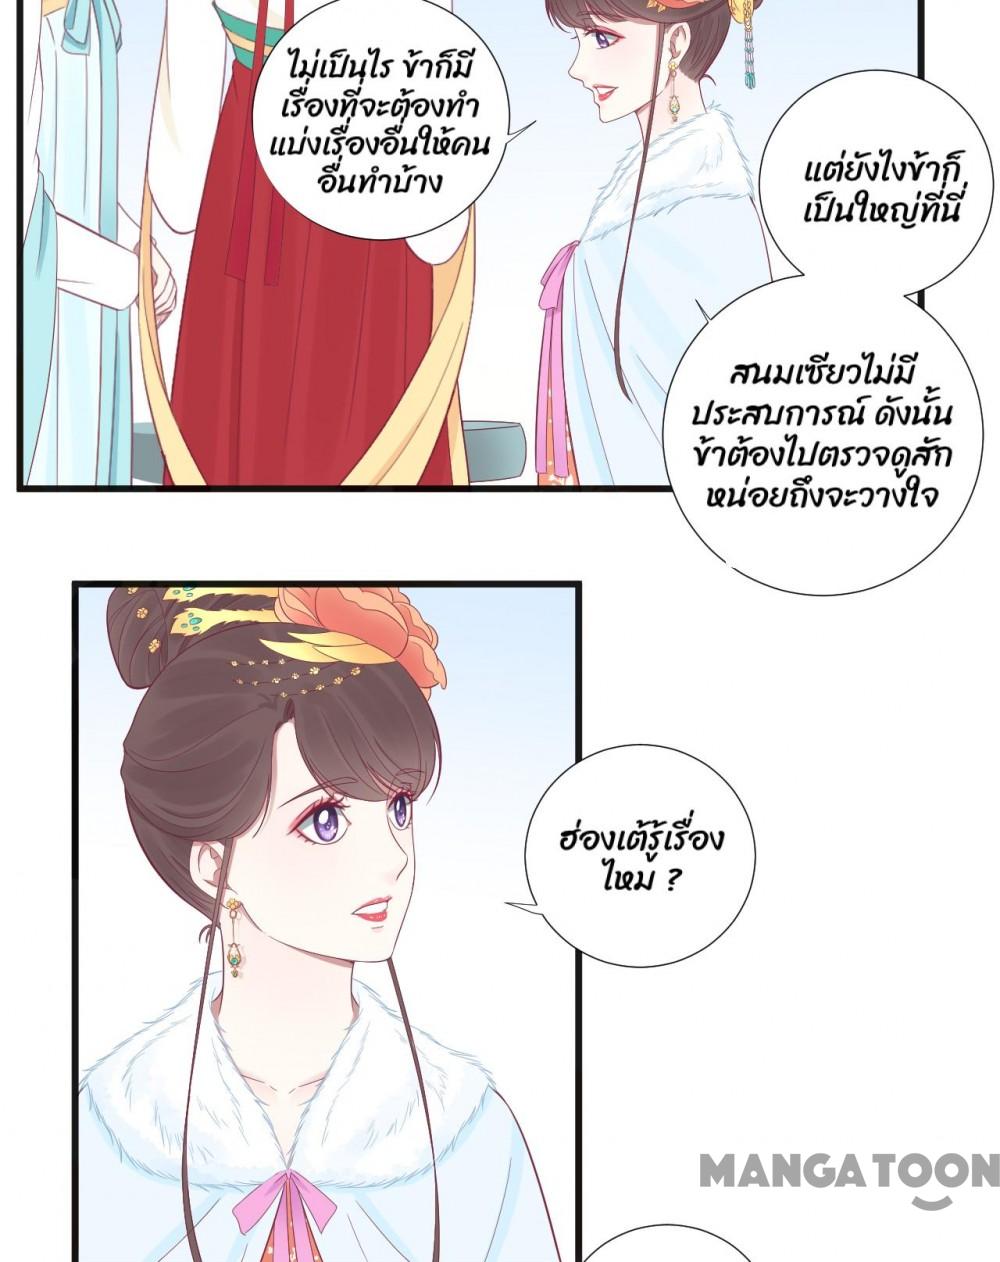 ไม่เป็นไร ข้าก็มี
เรื่องที่จะต้องทำ
แบ่งเรื่องอื่นให้คน
อื่นทำบ้าง
แต่ยังไงข้าก็
เป็นใหญ่ที่นี่
สนมเซียวไม่มี
ประสบการณ์ ดังนั้น
ข้าต้องไปตรวจดูสัก
หน่อยถึงจะวางใจ
ฮ่องเต้รู้เรื่อง
ไหม ?
MANGATOON